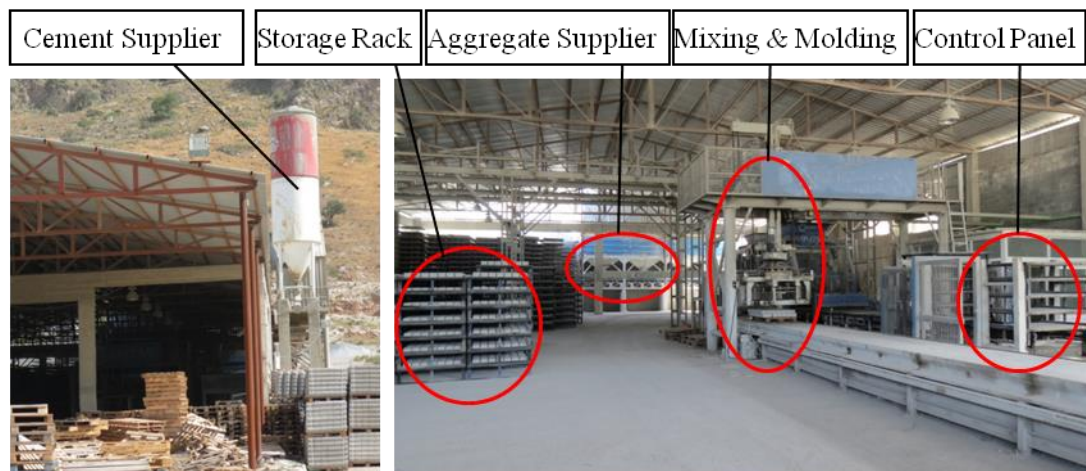 Cement Supplier
Storage Rack
Aggregate Supplier
Mixing & Molding
Control Panel